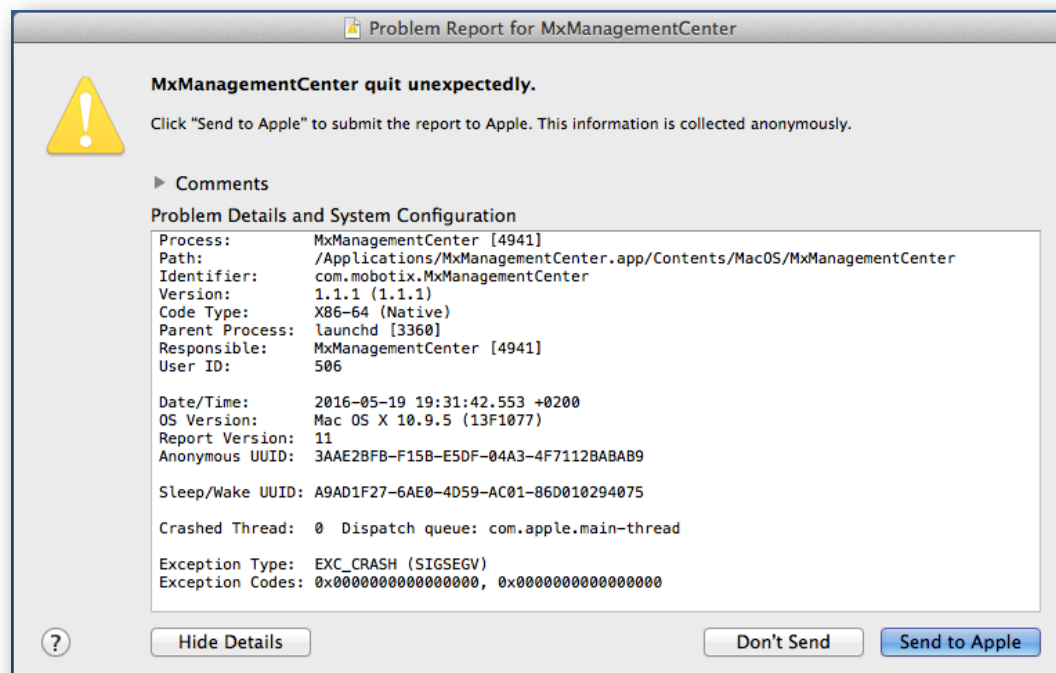 Problem Report for MxManagementCenter
MxManagementCenter quit unexpectedly.
Click “Send to Apple” to submit the report to Apple. This information is collected anonymously.
Comments
Problem Details and System Configuration
Process: MxManagementCenter [4941]
Path: /Applications/MxManagementCenter.app/Contents/MacOS/MxManagementCenter
Identifier: com.mobotix.MxManagementCenter
Version: 1.1.1 (1.1.1)
Code Type: X86-64 (Native)
Parent Process: launchd [3360]
Responsible: MxManagementCenter [4941]
User ID: 506
Date/Time: 2016-05-19 19:31:42.553 +0200
OS Version: Mac OS X 10.9.5 (13F1077)
Report Version: 11
Anonymous UUID: 3AAE2BFB-F15B-E5DF-04A3-4F7112BABAB9
Sleep/Wake UUID: A9AD1F27-6AE0-4D59-AC01-86D010294075
Crashed Thread: 0 Dispatch queue: com.apple.main-thread
Exception Type: EXC_CRASH (SIGSEGV)
Exception Codes: 0x0000000000000000, 0x0000000000000000
? Hide Details Don't Send Send to Apple